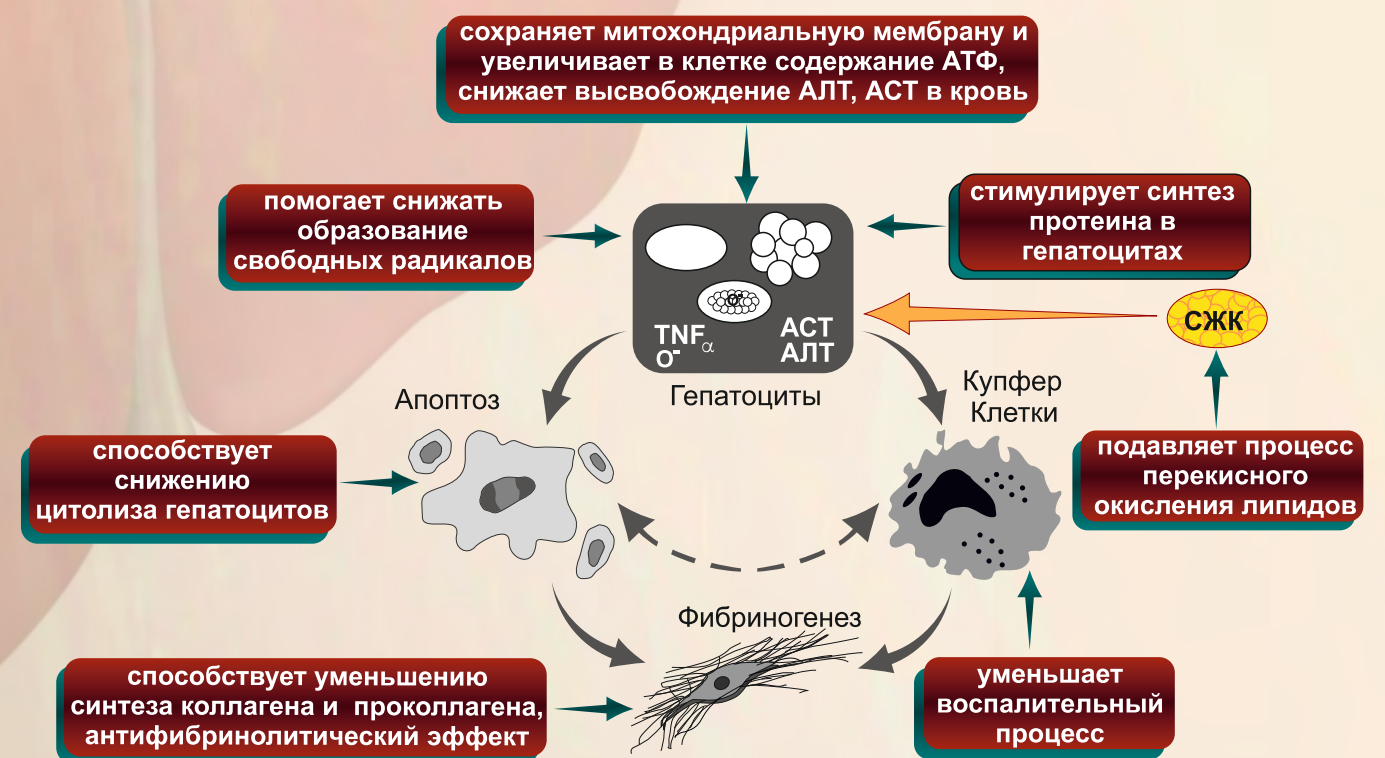 сохраняет митохондриальную мембрану и
увеличивает в клетке содержание АТФ,
снижает высвобождение АЛТ, АСТ в кровь
помогает снижать
образование
свободных радикалов
стимулирует синтез
протеина в
гепатоцитах
O-
TNF α
O-
АСТ
АЛТ
СЖК
Гепатоциты
Апоптоз
Купфер
Клетки
способствует
снижению
цитолиза гепатоцитов
подавляет процесс
перекисного
окисления липидов
Фибриногенез
способствует уменьшению
синтеза коллагена и проколлагена,
антифибринолитический эффект
уменьшает
воспалительный
процесс